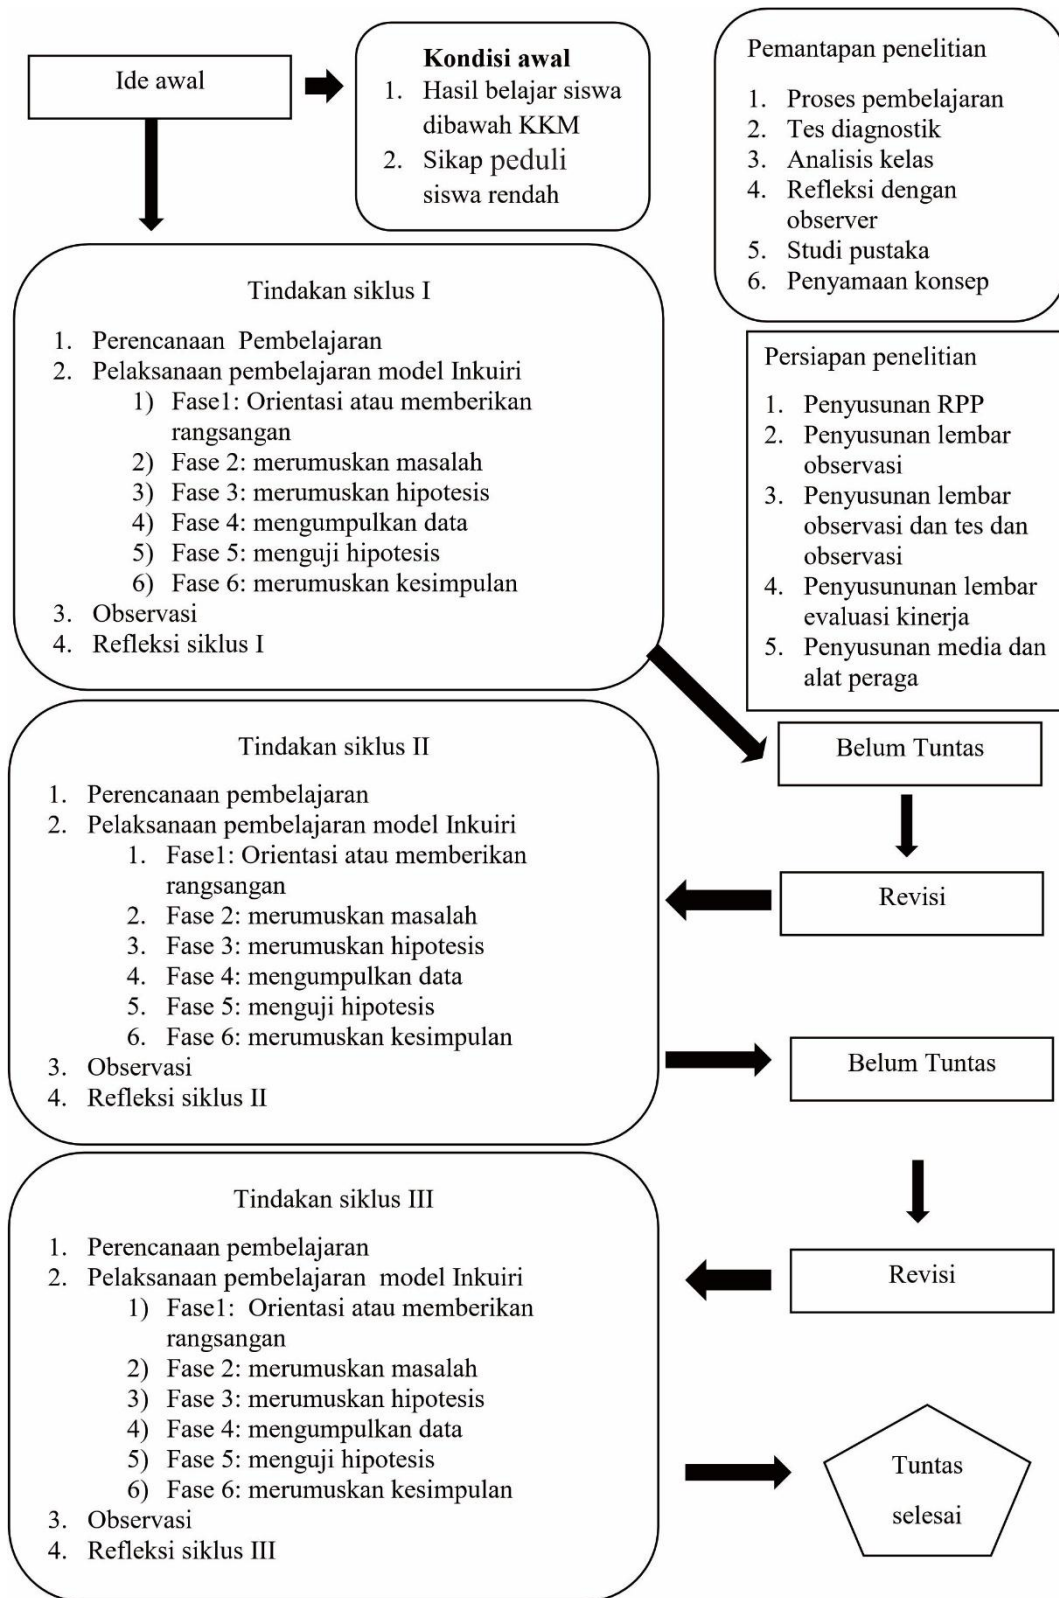 Ide awal
Kondisi awal
1. Hasil belajar siswa
dibawah KKM
2. Sikap peduli
siswa rendah
Pemantapan penelitian
1. Proses pembelajaran
2. Tes diagnostik
3. Analisis kelas
4. Refleksi dengan
observer
5. Studi pustaka
6. Penyamaan konsep
Tindakan siklus I
1. Perencanaan Pembelajaran
2. Pelaksanaan pembelajaran model Inkuiri
1) Fase1: Orientasi atau memberikan
rangsangan
2) Fase 2: merumuskan masalah
3) Fase 3: merumuskan hipotesis
4) Fase 4: mengumpulkan data
5) Fase 5: menguji hipotesis
6) Fase 6: merumuskan kesimpulan
3. Observasi
4. Refleksi siklus I
Persiapan penelitian
1. Penyusunan RPP
2. Penyusunan lembar
observasi
3. Penyusunan lembar
observasi dan tes dan
observasi
4. Penyusununan lembar
evaluasi kinerja
5. Penyusunan media dan
alat peraga
Belum Tuntas
Revisi
Tindakan siklus II
1. Perencanaan pembelajaran
2. Pelaksanaan pembelajaran model Inkuiri
1. Fase1: Orientasi atau memberikan
rangsangan
2. Fase 2: merumuskan masalah
3. Fase 3: merumuskan hipotesis
4. Fase 4: mengumpulkan data
5. Fase 5: menguji hipotesis
6. Fase 6: merumuskan kesimpulan
3. Observasi
4. Refleksi siklus II
Belum Tuntas
Revisi
Tindakan siklus III
1. Perencanaan pembelajaran
2. Pelaksanaan pembelajaran model Inkuiri
1) Fase1: Orientasi atau memberikan
rangsangan
2) Fase 2: merumuskan masalah
3) Fase 3: merumuskan hipotesis
4) Fase 4: mengumpulkan data
5) Fase 5: menguji hipotesis
6) Fase 6: merumuskan kesimpulan
3. Observasi
4. Refleksi siklus III
Tuntas
selesai